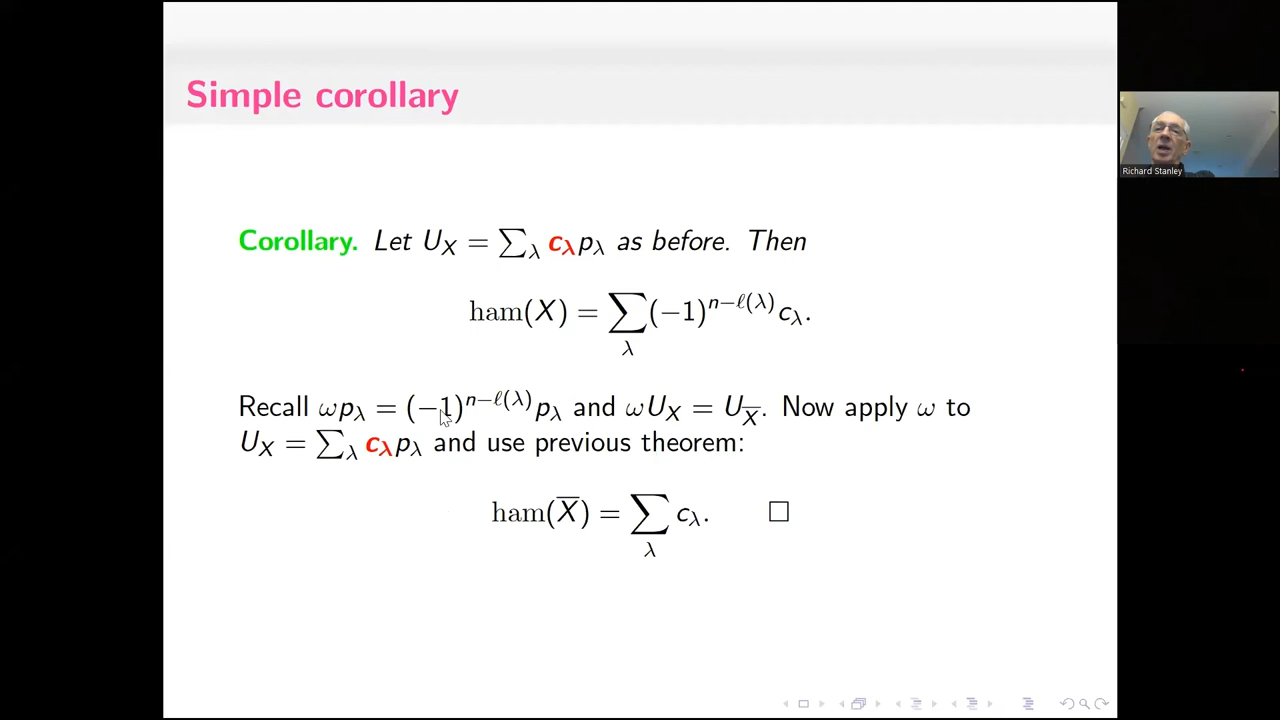 Simple corollary
Richard Stanley
Corollary. Let U_X = ∑_λ c_λ p_λ as before. Then
ham(X) = ∑_λ (−1)^{n−ℓ(λ)} c_λ.
Recall ωp_λ = (−1)^{n−ℓ(λ)} p_λ and ωU_X = U_{X̅}. Now apply ω to
U_X = ∑_λ c_λ p_λ and use previous theorem:
ham(X̅) = ∑_λ c_λ. □